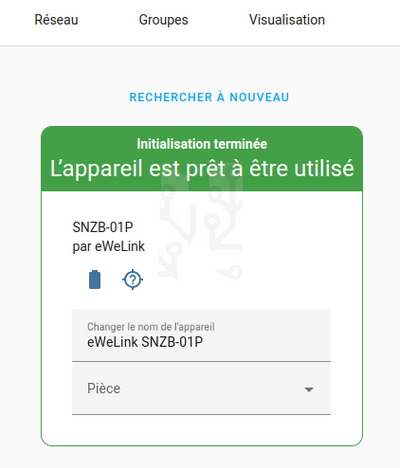 Réseau Groupes Visualisation
RECHERCHER À NOUVEAU
Initialisation terminée
L’appareil est prêt à être utilisé
SNZB-01P
par eWeLink
Changer le nom de l'appareil
eWeLink SNZB-01P
Pièce